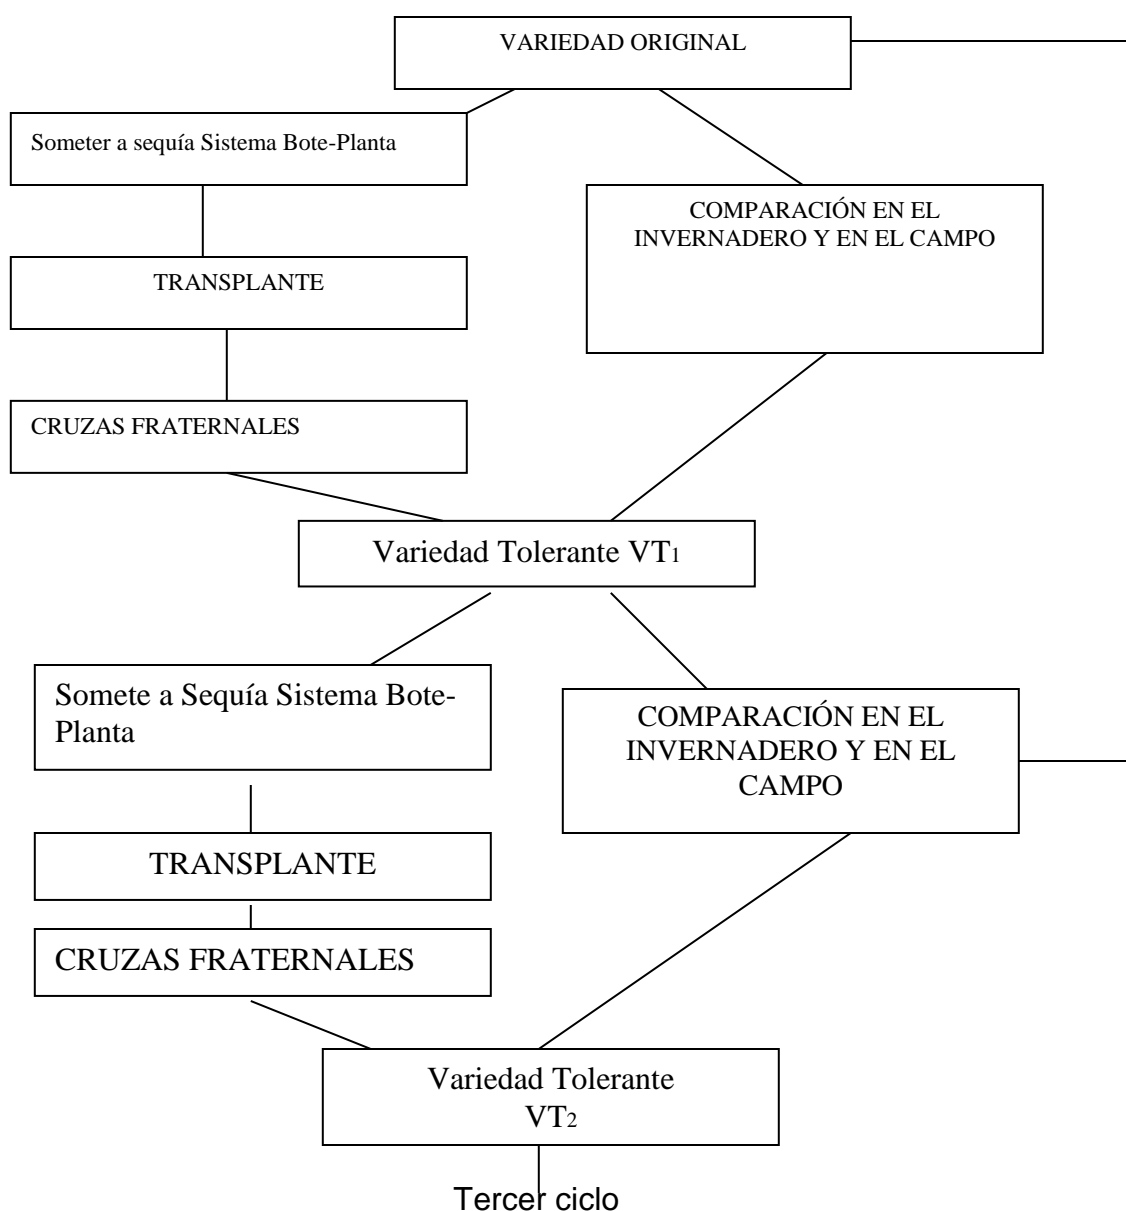 VARIEDAD ORIGINAL
Someter a sequía Sistema Bote-Planta
COMPARACIÓN EN EL
INVERNADERO Y EN EL CAMPO
TRANSPLANTE
CRUZAS FRATERNALES
Variedad Tolerante VT1
Somete a Sequía Sistema Bote-
Planta
COMPARACIÓN EN EL
INVERNADERO Y EN EL
CAMPO
TRANSPLANTE
CRUZAS FRATERNALES
Variedad Tolerante
VT2
Tercer ciclo